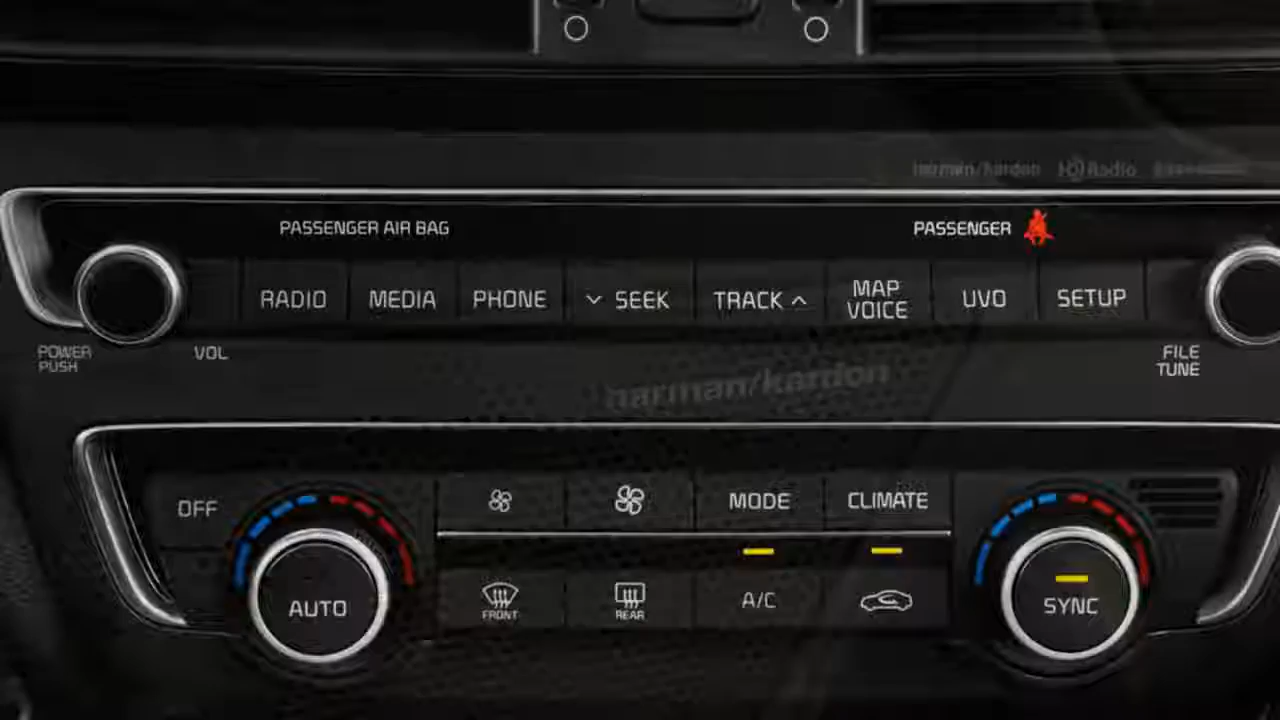 harman/kardon HD Radio
PASSENGER AIR BAG PASSENGER
RADIO MEDIA PHONE SEEK TRACK MAP VOICE UVO SETUP
POWER PUSH VOL FILE TUNE
harman/kardon
OFF MODE CLIMATE
AUTO FRONT REAR A/C SYNC